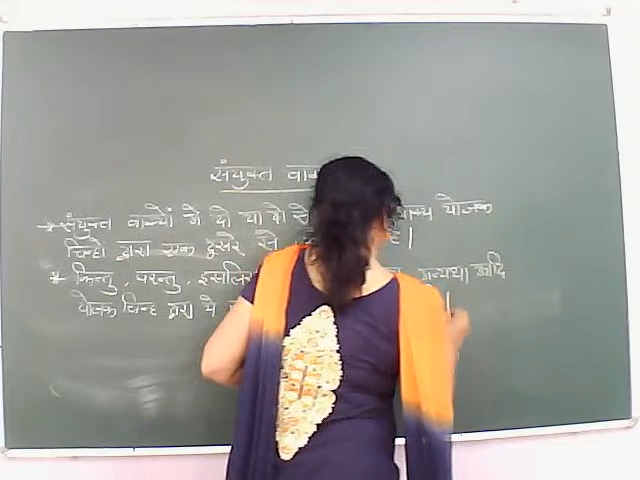 संयुक्त वा
* संयुक्त वाक्यों में दो या दो से वाक्य योजक
चिन्हों द्वारा एक दूसरे से हैं।
* किन्तु, परन्तु, इसलिए अन्यथा आदि
योजक चिन्ह द्वारा ये